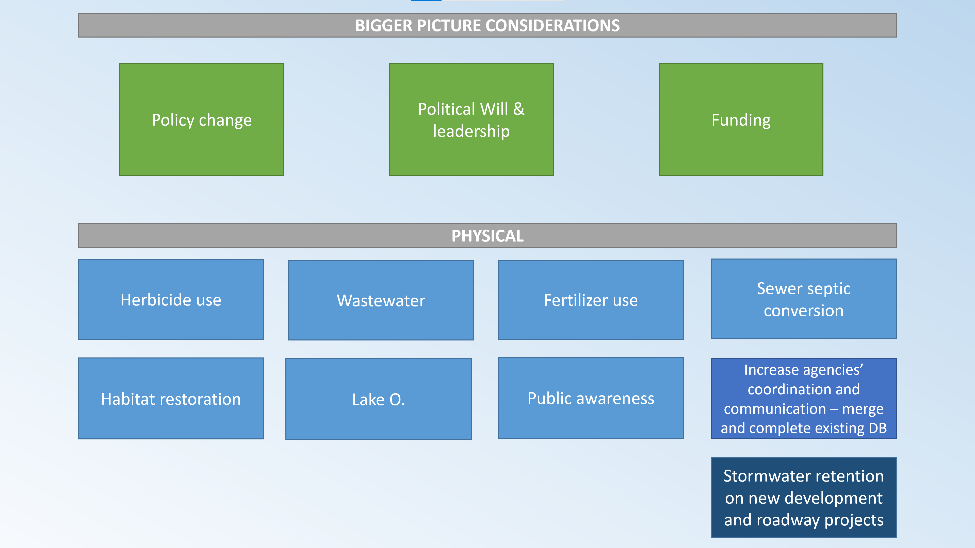 BIGGER PICTURE CONSIDERATIONS
Policy change
Political Will &
leadership
Funding
PHYSICAL
Herbicide use
Wastewater
Fertilizer use
Sewer septic
conversion
Habitat restoration
Lake O.
Public awareness
Increase agencies’
coordination and
communication – merge
and complete existing DB
Stormwater retention
on new development
and roadway projects